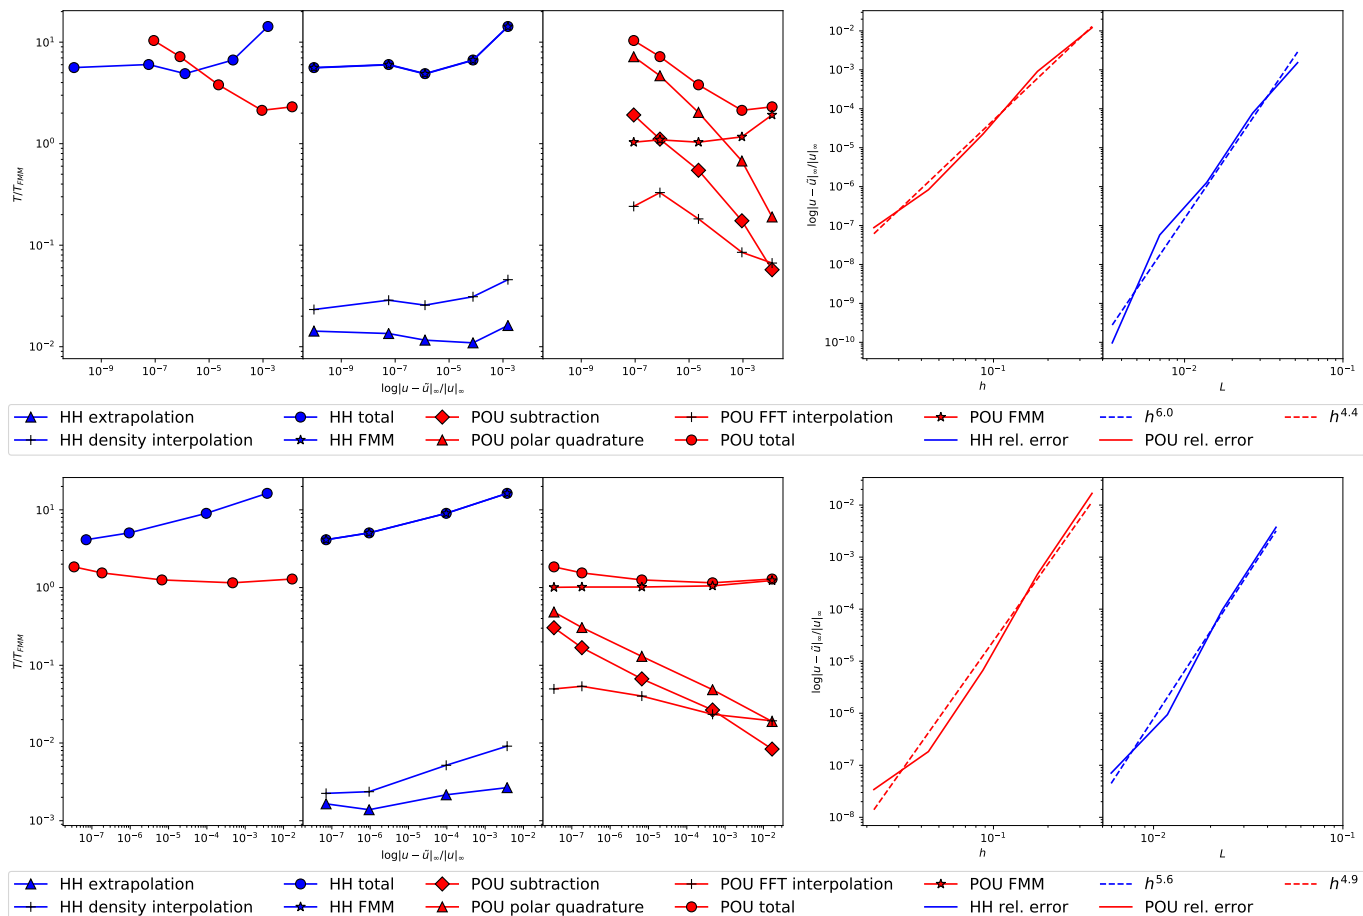 10^1
10^0
10^-1
10^-2
T/T_FMM
10^-9 10^-7 10^-5 10^-3
10^-9 10^-7 10^-5 10^-3
10^-9 10^-7 10^-5 10^-3
log|u − ũ|∞/|u|∞
10^-2
10^-3
10^-4
10^-5
10^-6
10^-7
10^-8
10^-9
10^-10
log|u − ũ|∞/|u|∞
10^-1
10^-2 10^-1
h
L
HH extrapolation HH total POU subtraction POU FFT interpolation POU FMM h^6.0 h^4.4
HH density interpolation HH FMM POU polar quadrature POU total HH rel. error POU rel. error
10^1
10^0
10^-1
10^-2
10^-3
T/T_FMM
10^-7 10^-6 10^-5 10^-4 10^-3 10^-2
10^-7 10^-6 10^-5 10^-4 10^-3 10^-2
10^-7 10^-6 10^-5 10^-4 10^-3 10^-2
log|u − ũ|∞/|u|∞
10^-2
10^-3
10^-4
10^-5
10^-6
10^-7
10^-8
log|u − ũ|∞/|u|∞
10^-1
10^-2 10^-1
h
L
HH extrapolation HH total POU subtraction POU FFT interpolation POU FMM h^5.6 h^4.9
HH density interpolation HH FMM POU polar quadrature POU total HH rel. error POU rel. error